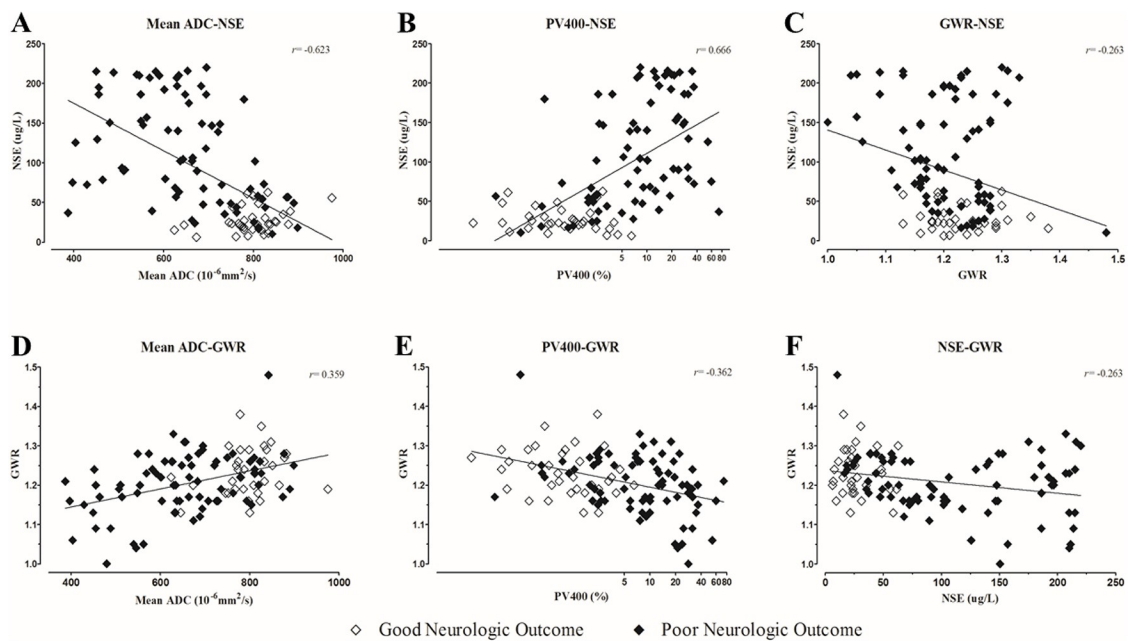 A
Mean ADC-NSE
r= -0.623
NSE (ug/L)
250
200
150
100
50
0
400 600 800 1000
Mean ADC (10-6mm2/s)
B
PV400-NSE
r= 0.666
NSE (ug/L)
250
200
150
100
50
0
5 10 20 40 60 80
PV400 (%)
C
GWR-NSE
r= -0.263
NSE (ug/L)
250
200
150
100
50
0
1.0 1.1 1.2 1.3 1.4 1.5
GWR
D
Mean ADC-GWR
r= 0.359
GWR
1.5
1.4
1.3
1.2
1.1
1.0
400 600 800 1000
Mean ADC (10-6mm2/s)
E
PV400-GWR
r= -0.362
GWR
1.5
1.4
1.3
1.2
1.1
1.0
5 10 20 40 60 80
PV400 (%)
F
NSE-GWR
r= -0.263
GWR
1.5
1.4
1.3
1.2
1.1
1.0
0 50 100 150 200 250
NSE (ug/L)
Good Neurologic Outcome
Poor Neurologic Outcome